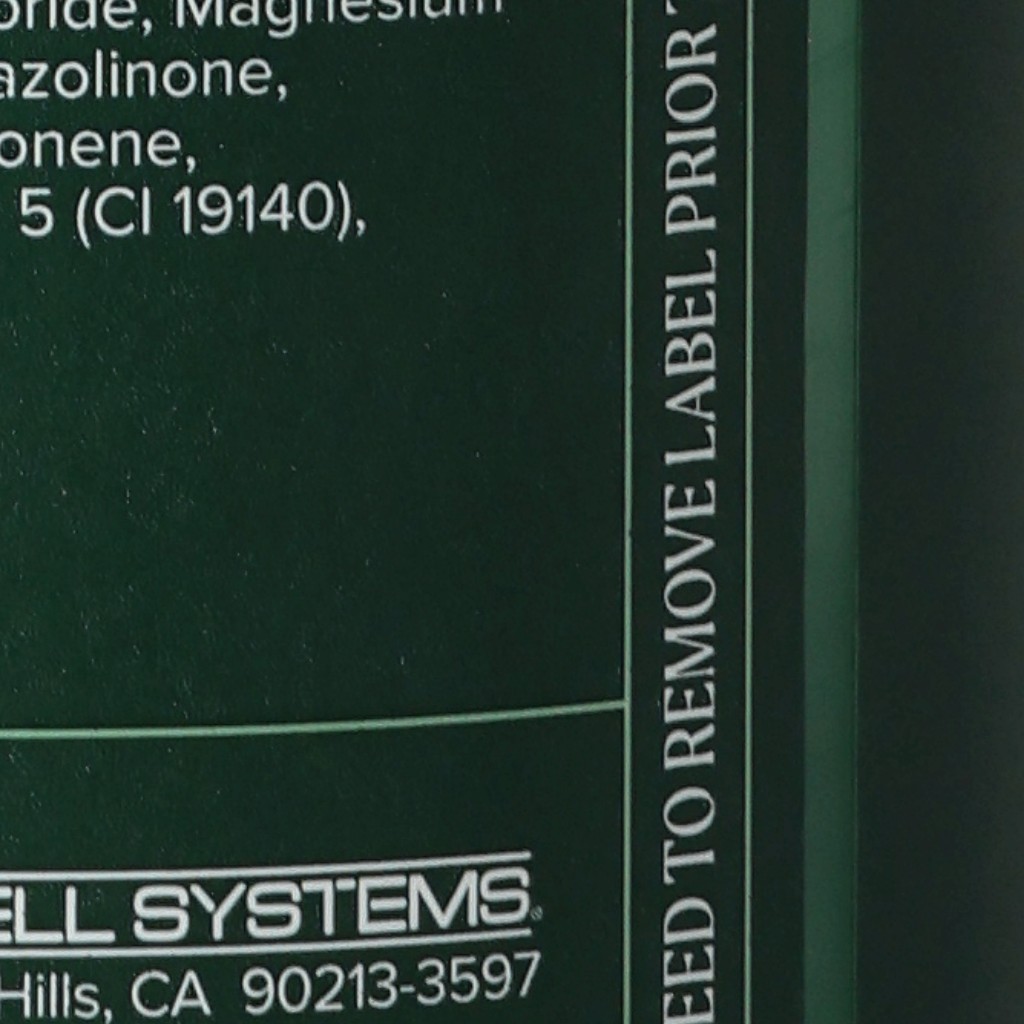 oride, Magnesium
azolinone,
onene,
5 (CI 19140),
ELL SYSTEMS®
Hills, CA 90213-3597
EED TO REMOVE LABEL PRIOR T